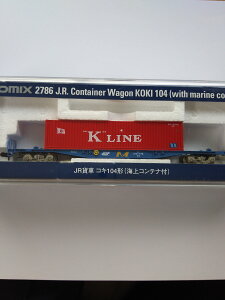 OMIX 2786 J.R. Container Wagon KOKI 104 (with marine co
"K" LINE
JR貨車 コキ104形(海上コンテナ付)